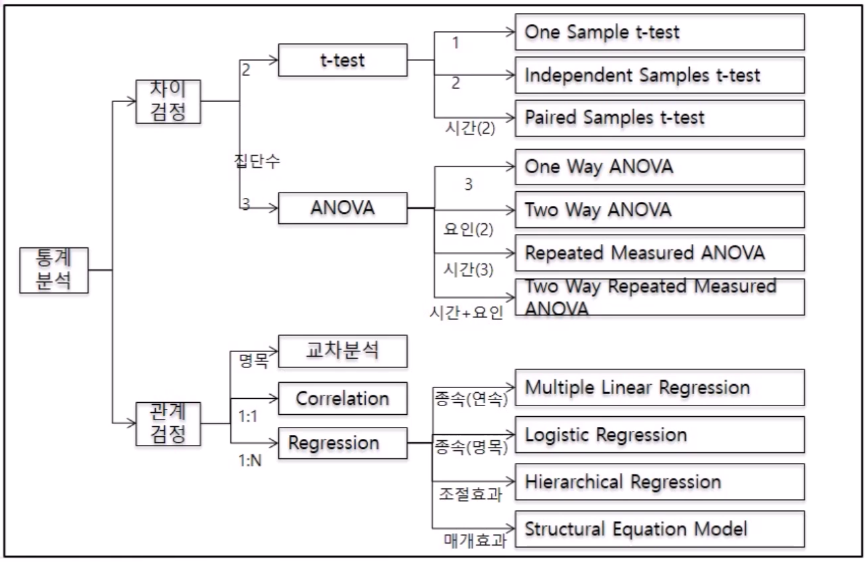 통계
분석
차이
검정
집단수
2
t-test
1
One Sample t-test
2
Independent Samples t-test
시간(2)
Paired Samples t-test
3
ANOVA
3
One Way ANOVA
요인(2)
Two Way ANOVA
시간(3)
Repeated Measured ANOVA
시간+요인
Two Way Repeated Measured
ANOVA
관계
검정
명목
교차분석
1:1
Correlation
1:N
Regression
종속(연속)
Multiple Linear Regression
종속(명목)
Logistic Regression
조절효과
Hierarchical Regression
매개효과
Structural Equation Model